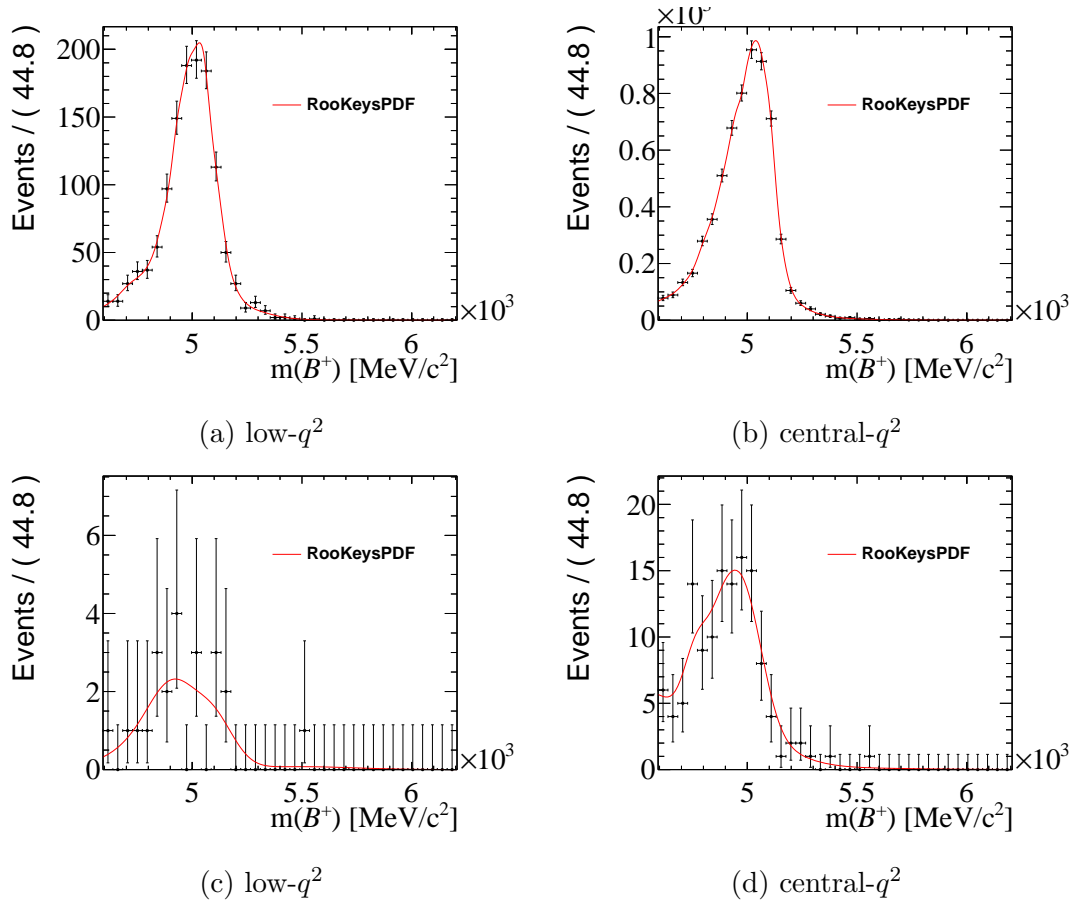 Events / ( 44.8 )
200
150
100
50
0
RooKeysPDF
5
5.5
6
×10³
m(B⁺) [MeV/c²]
(a) low-q²
Events / ( 44.8 )
1
0.8
0.6
0.4
0.2
0
RooKeysPDF
5
5.5
6
×10³
m(B⁺) [MeV/c²]
(b) central-q²
Events / ( 44.8 )
6
4
2
0
RooKeysPDF
5
5.5
6
×10³
m(B⁺) [MeV/c²]
(c) low-q²
Events / ( 44.8 )
20
15
10
5
0
RooKeysPDF
5
5.5
6
×10³
m(B⁺) [MeV/c²]
(d) central-q²